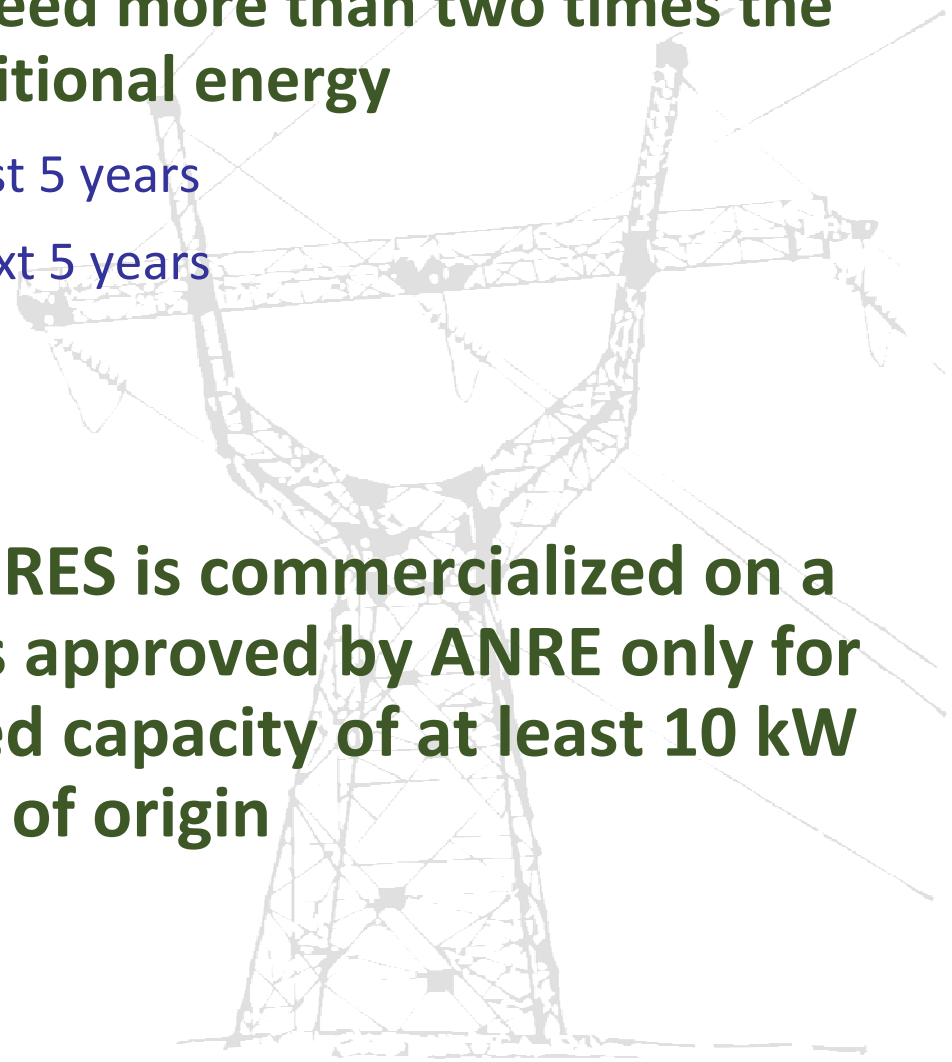 eed more than two times the
itional energy
st 5 years
xt 5 years
RES is commercialized on a
s approved by ANRE only for
ed capacity of at least 10 kW
of origin